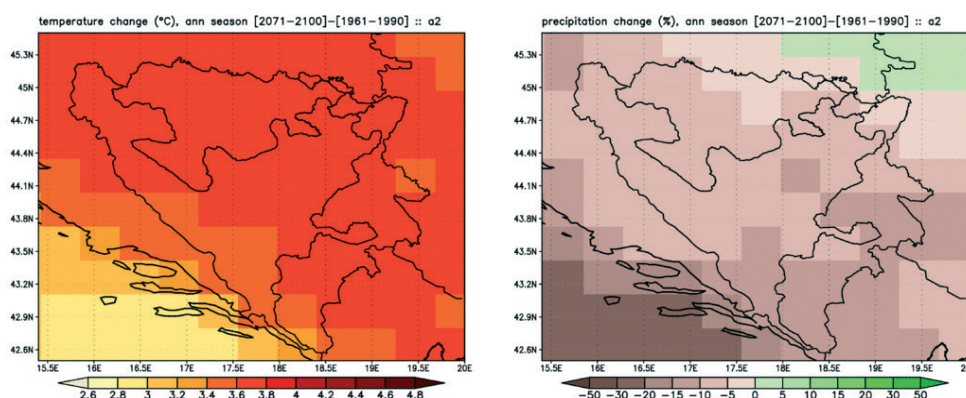 temperature change (°C), ann season [2071-2100]-[1961-1990] :: a2
45.3N
45N
44.7N
44.4N
44.1N
43.8N
43.5N
43.2N
42.9N
42.6N
15.5E 16E 16.5E 17E 17.5E 18E 18.5E 19E 19.5E 20E
2.6 2.8 3 3.2 3.4 3.6 3.8 4 4.2 4.4 4.6 4.8
precipitation change (%), ann season [2071-2100]-[1961-1990] :: a2
45.3N
45N
44.7N
44.4N
44.1N
43.8N
43.5N
43.2N
42.9N
42.6N
15.5E 16E 16.5E 17E 17.5E 18E 18.5E 19E 19.5E
-50 -30 -20 -15 -10 -5 0 5 10 15 20 30 50